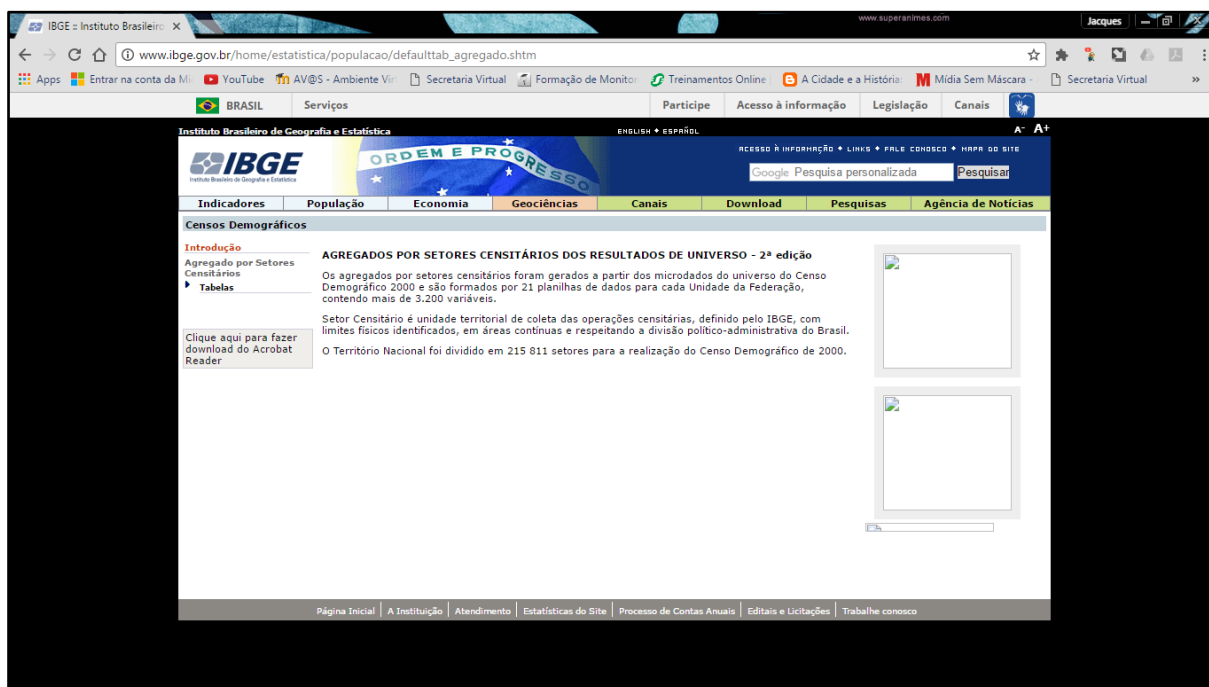 IBGE :: Instituto Brasileiro
www.superanimes.com
Jacques
www.ibge.gov.br/home/estatistica/populacao/defaulttab_agregado.shtm
Apps Entrar na conta da Mi YouTube AV@S - Ambiente Vir Secretaria Virtual Formação de Monitor Treinamentos Online A Cidade e a História: Mídia Sem Máscara - Secretaria Virtual »
BRASIL Serviços Participe Acesso à informação Legislação Canais
Instituto Brasileiro de Geografia e Estatística ENGLISH ESPAÑOL A- A+
ACESSO À INFORMAÇÃO LINKS FALE CONOSCO MAPA DO SITE
IBGE
Instituto Brasileiro de Geografia e Estatística
ORDEM E PROGRESSO
Google Pesquisa personalizada Pesquisar
Indicadores População Economia Geociências Canais Download Pesquisas Agência de Notícias
Censos Demográficos
Introdução
Agregado por Setores
Censitários
Tabelas
Clique aqui para fazer
download do Acrobat
Reader
AGREGADOS POR SETORES CENSITÁRIOS DOS RESULTADOS DE UNIVERSO - 2ª edição
Os agregados por setores censitários foram gerados a partir dos microdados do universo do Censo
Demográfico 2000 e são formados por 21 planilhas de dados para cada Unidade da Federação,
contendo mais de 3.200 variáveis.
Setor Censitário é unidade territorial de coleta das operações censitárias, definido pelo IBGE, com
limites físicos identificados, em áreas contínuas e respeitando a divisão político-administrativa do Brasil.
O Território Nacional foi dividido em 215 811 setores para a realização do Censo Demográfico de 2000.
Página Inicial | A Instituição | Atendimento | Estatísticas do Site | Processo de Contas Anuais | Editais e Licitações | Trabalhe conosco